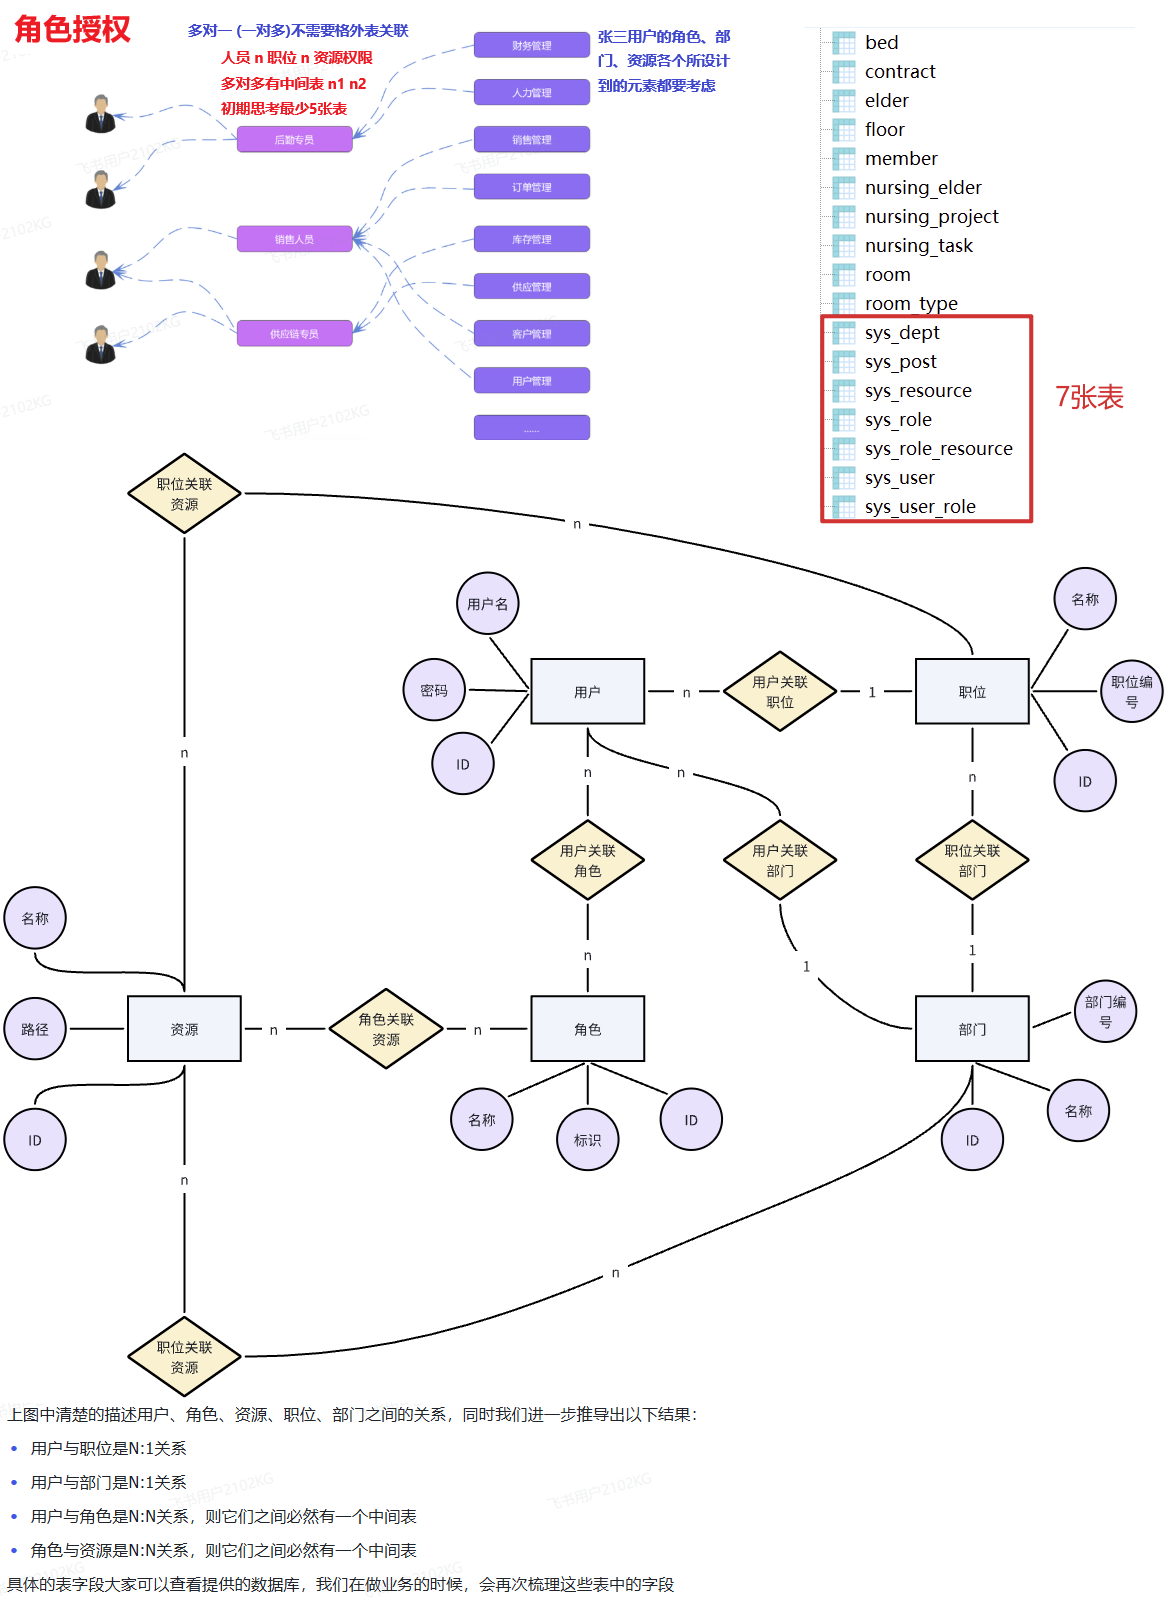 角色授权
多对一 (一对多)不需要格外表关联
人员 n 职位 n 资源权限
多对多有中间表 n1 n2
初期思考最少5张表
张三用户的角色、部
门、资源各个所设计
到的元素都要考虑
后勤专员
销售人员
供应链专员
财务管理
人力管理
销售管理
订单管理
库存管理
供应管理
客户管理
用户管理
......
bed
contract
elder
floor
member
nursing_elder
nursing_project
nursing_task
room
room_type
sys_dept
sys_post
sys_resource
sys_role
sys_role_resource
sys_user
sys_user_role
7张表
职位关联
资源
n
用户名
密码
ID
用户
n
用户关联
职位
1
职位
名称
职位编
号
ID
n
n
n
n
用户关联
角色
用户关联
部门
职位关联
部门
n
1
1
名称
路径
ID
资源
n
角色关联
资源
n
角色
名称
标识
ID
部门
部门编
号
名称
ID
n
n
职位关联
资源
上图中清楚的描述用户、角色、资源、职位、部门之间的关系，同时我们进一步推导出以下结果：
• 用户与职位是N:1关系
• 用户与部门是N:1关系
• 用户与角色是N:N关系，则它们之间必然有一个中间表
• 角色与资源是N:N关系，则它们之间必然有一个中间表
具体的表字段大家可以查看提供的数据库，我们在做业务的时候，会再次梳理这些表中的字段
飞书用户2102KG